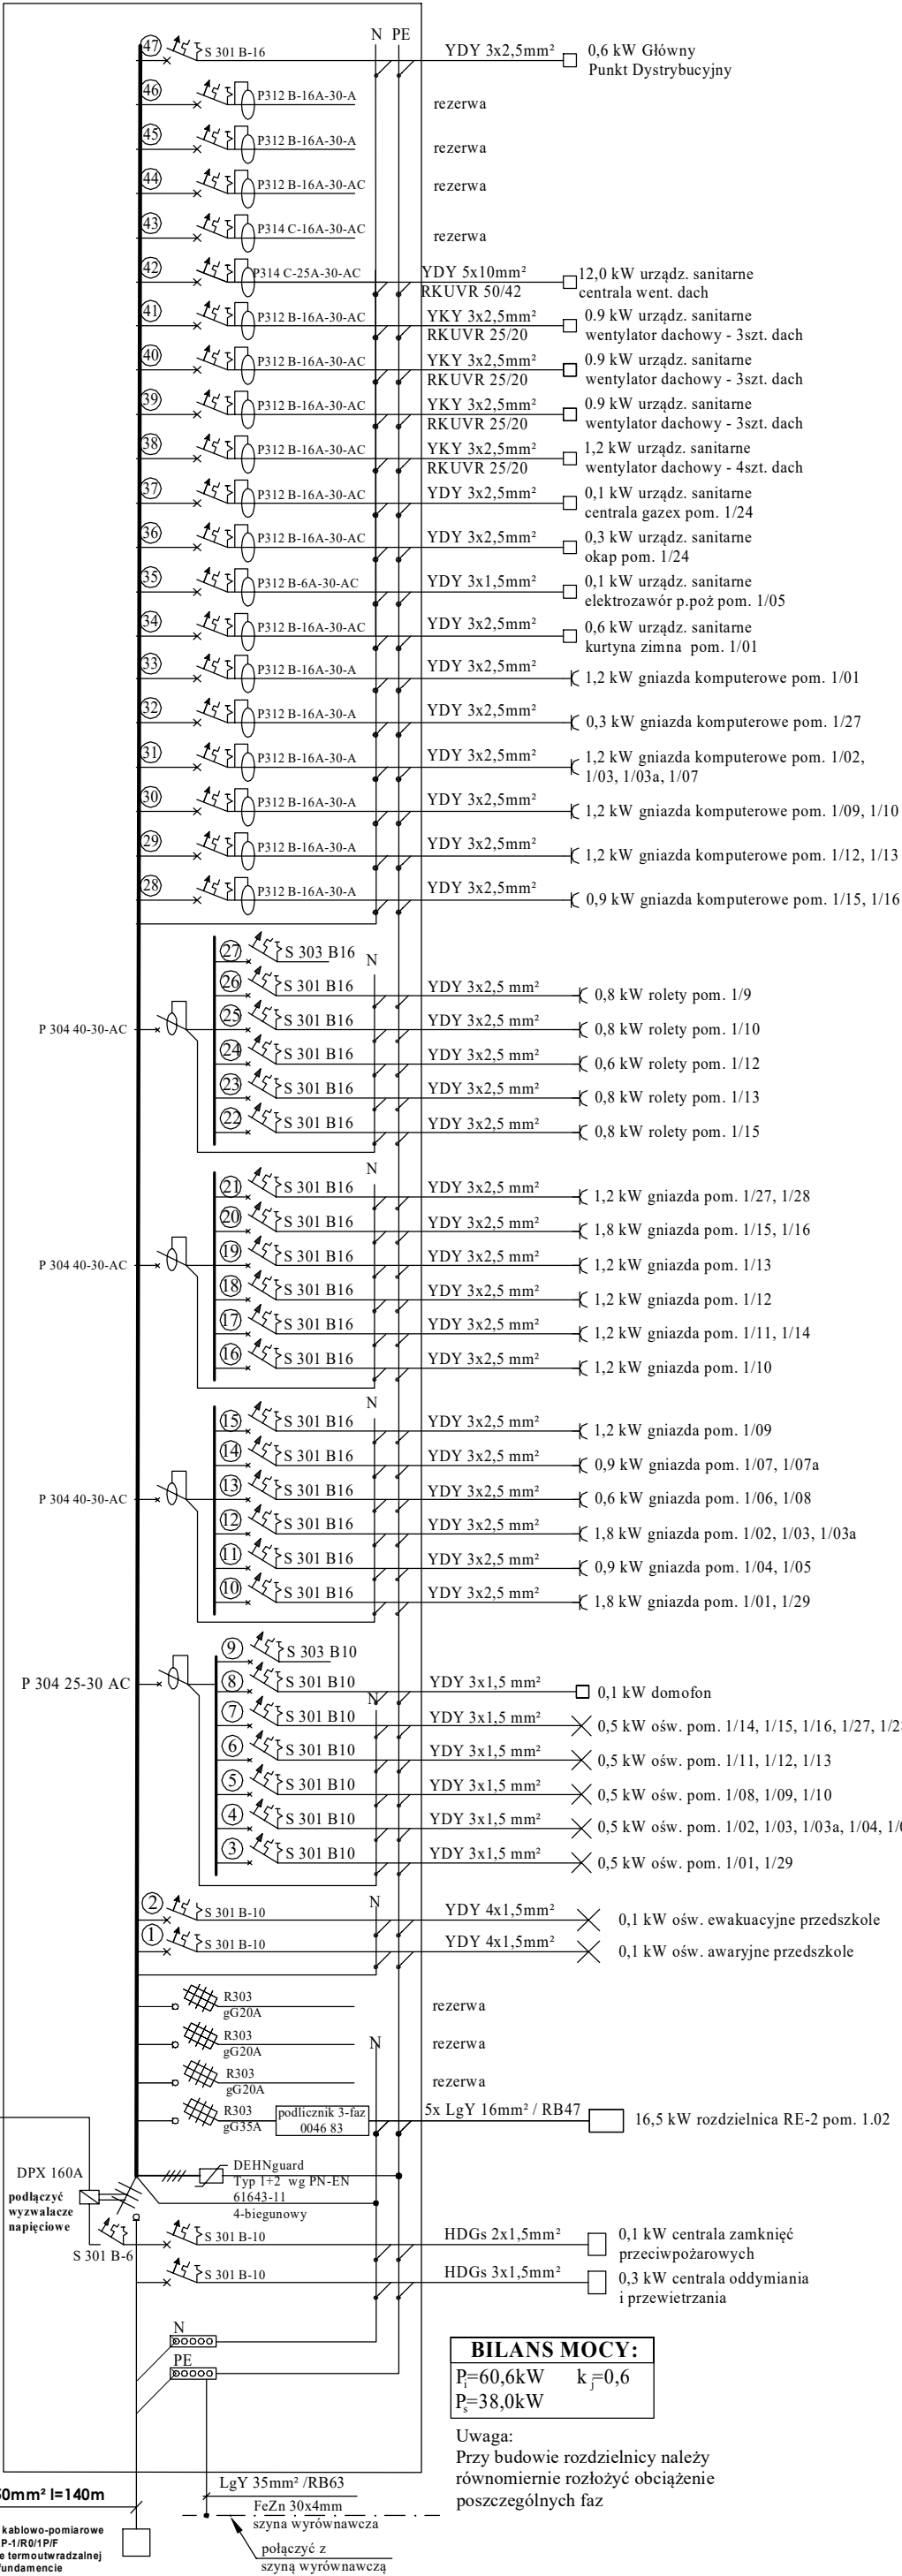 N PE
47 S 301 B-16 YDY 3x2,5mm² 0,6 kW Główny
Punkt Dystrybucyjny
46 P312 B-16A-30-A rezerwa
45 P312 B-16A-30-A rezerwa
44 P312 B-16A-30-AC rezerwa
43 P314 C-16A-30-AC rezerwa
42 P314 C-25A-30-AC YDY 5x10mm² 12,0 kW urządz. sanitarne
RKUVR 50/42 centrala went. dach
41 P312 B-16A-30-AC YKY 3x2,5mm² 0.9 kW urządz. sanitarne
RKUVR 25/20 wentylator dachowy - 3szt. dach
40 P312 B-16A-30-AC YKY 3x2,5mm² 0.9 kW urządz. sanitarne
RKUVR 25/20 wentylator dachowy - 3szt. dach
39 P312 B-16A-30-AC YKY 3x2,5mm² 0.9 kW urządz. sanitarne
RKUVR 25/20 wentylator dachowy - 3szt. dach
38 P312 B-16A-30-AC YKY 3x2,5mm² 1,2 kW urządz. sanitarne
RKUVR 25/20 wentylator dachowy - 4szt. dach
37 P312 B-16A-30-AC YDY 3x2,5mm² 0,1 kW urządz. sanitarne
centrala gazex pom. 1/24
36 P312 B-16A-30-AC YDY 3x2,5mm² 0,3 kW urządz. sanitarne
okap pom. 1/24
35 P312 B-6A-30-AC YDY 3x1,5mm² 0,1 kW urządz. sanitarne
elektrozawór p.poż pom. 1/05
34 P312 B-16A-30-AC YDY 3x2,5mm² 0,6 kW urządz. sanitarne
kurtyna zimna pom. 1/01
33 P312 B-16A-30-A YDY 3x2,5mm² 1,2 kW gniazda komputerowe pom. 1/01
32 P312 B-16A-30-A YDY 3x2,5mm² 0,3 kW gniazda komputerowe pom. 1/27
31 P312 B-16A-30-A YDY 3x2,5mm² 1,2 kW gniazda komputerowe pom. 1/02,
1/03, 1/03a, 1/07
30 P312 B-16A-30-A YDY 3x2,5mm² 1,2 kW gniazda komputerowe pom. 1/09, 1/10
29 P312 B-16A-30-A YDY 3x2,5mm² 1,2 kW gniazda komputerowe pom. 1/12, 1/13
28 P312 B-16A-30-A YDY 3x2,5mm² 0,9 kW gniazda komputerowe pom. 1/15, 1/16
27 S 303 B16 N
26 S 301 B16 YDY 3x2,5 mm² 0,8 kW rolety pom. 1/9
P 304 40-30-AC 25 S 301 B16 YDY 3x2,5 mm² 0,8 kW rolety pom. 1/10
24 S 301 B16 YDY 3x2,5 mm² 0,6 kW rolety pom. 1/12
23 S 301 B16 YDY 3x2,5 mm² 0,8 kW rolety pom. 1/13
22 S 301 B16 YDY 3x2,5 mm² 0,8 kW rolety pom. 1/15
N
21 S 301 B16 YDY 3x2,5 mm² 1,2 kW gniazda pom. 1/27, 1/28
20 S 301 B16 YDY 3x2,5 mm² 1,8 kW gniazda pom. 1/15, 1/16
P 304 40-30-AC 19 S 301 B16 YDY 3x2,5 mm² 1,2 kW gniazda pom. 1/13
18 S 301 B16 YDY 3x2,5 mm² 1,2 kW gniazda pom. 1/12
17 S 301 B16 YDY 3x2,5 mm² 1,2 kW gniazda pom. 1/11, 1/14
16 S 301 B16 YDY 3x2,5 mm² 1,2 kW gniazda pom. 1/10
N
15 S 301 B16 YDY 3x2,5 mm² 1,2 kW gniazda pom. 1/09
14 S 301 B16 YDY 3x2,5 mm² 0,9 kW gniazda pom. 1/07, 1/07a
P 304 40-30-AC 13 S 301 B16 YDY 3x2,5 mm² 0,6 kW gniazda pom. 1/06, 1/08
12 S 301 B16 YDY 3x2,5 mm² 1,8 kW gniazda pom. 1/02, 1/03, 1/03a
11 S 301 B16 YDY 3x2,5 mm² 0,9 kW gniazda pom. 1/04, 1/05
10 S 301 B16 YDY 3x2,5 mm² 1,8 kW gniazda pom. 1/01, 1/29
9 S 303 B10
P 304 25-30 AC 8 S 301 B10 YDY 3x1,5 mm² 0,1 kW domofon
N
7 S 301 B10 YDY 3x1,5 mm² 0,5 kW ośw. pom. 1/14, 1/15, 1/16, 1/27,
6 S 301 B10 YDY 3x1,5 mm² 0,5 kW ośw. pom. 1/11, 1/12, 1/13
5 S 301 B10 YDY 3x1,5 mm² 0,5 kW ośw. pom. 1/08, 1/09, 1/10
4 S 301 B10 YDY 3x1,5 mm² 0,5 kW ośw. pom. 1/02, 1/03, 1/03a, 1/04,
3 S 301 B10 YDY 3x1,5 mm² 0,5 kW ośw. pom. 1/01, 1/29
N
2 S 301 B-10 YDY 4x1,5mm² 0,1 kW ośw. ewakuacyjne przedszkole
1 S 301 B-10 YDY 4x1,5mm² 0,1 kW ośw. awaryjne przedszkole
R303 rezerwa
gG20A
R303 rezerwa
gG20A N
R303 rezerwa
gG20A
R303 podlicznik 3-faz 5x LgY 16mm² / RB47 16,5 kW rozdzielnica RE-2 pom. 1.02
gG35A 0046 83
DPX 160A
podłączyć
wyzwalacze
napięciowe
DEHNguard
Typ 1+2 wg PN-EN
61643-11
4-biegunowy
S 301 B-6
S 301 B-10 HDGs 2x1,5mm² 0,1 kW centrala zamknięć
przeciwpożarowych
S 301 B-10 HDGs 3x1,5mm² 0,3 kW centrala oddymiania
i przewietrzania
N
PE
BILANS MOCY:
Pi=60,6kW kj=0,6
Ps=38,0kW
Uwaga:
Przy budowie rozdzielnicy należy
równomiernie rozłożyć obciążenie
poszczególnych faz
0mm² l=140m
LgY 35mm² /RB63
FeZn 30x4mm
szyna wyrównawcza
połączyć z
szyną wyrównawczą
kablowo-pomiarowe
P-1/R0/1P/F
e termoutwradzalnej
fundamencie